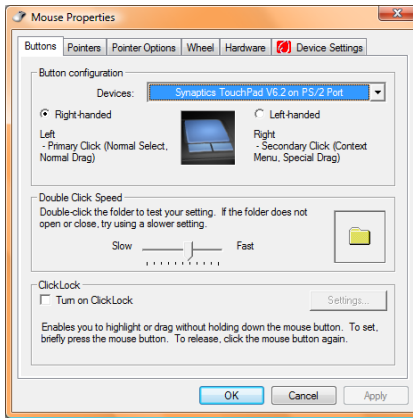 Mouse Properties
Buttons Pointers Pointer Options Wheel Hardware Device Settings
Button configuration
Devices: Synaptics TouchPad V6.2 on PS/2 Port
Right-handed Left-handed
Left Right
- Primary Click (Normal Select, - Secondary Click (Context
Normal Drag) Menu, Special Drag)
Double Click Speed
Double-click the folder to test your setting. If the folder does not
open or close, try using a slower setting.
Slow Fast
ClickLock
Turn on ClickLock Settings...
Enables you to highlight or drag without holding down the mouse button. To set,
briefly press the mouse button. To release, click the mouse button again.
OK Cancel Apply